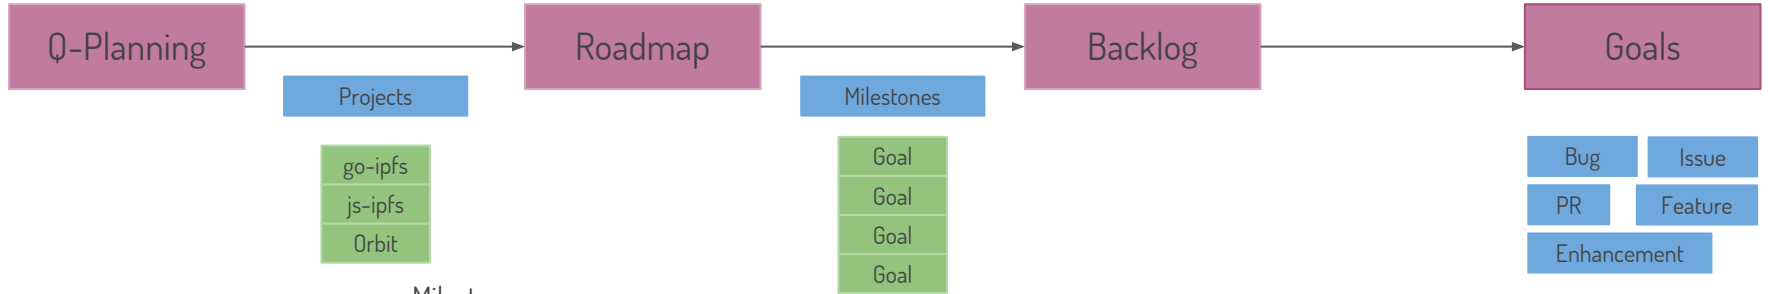 Q-Planning
Roadmap
Backlog
Goals
Projects
Milestones
go-ipfs
js-ipfs
Orbit
Goal
Goal
Goal
Goal
Bug
Issue
PR
Feature
Enhancement